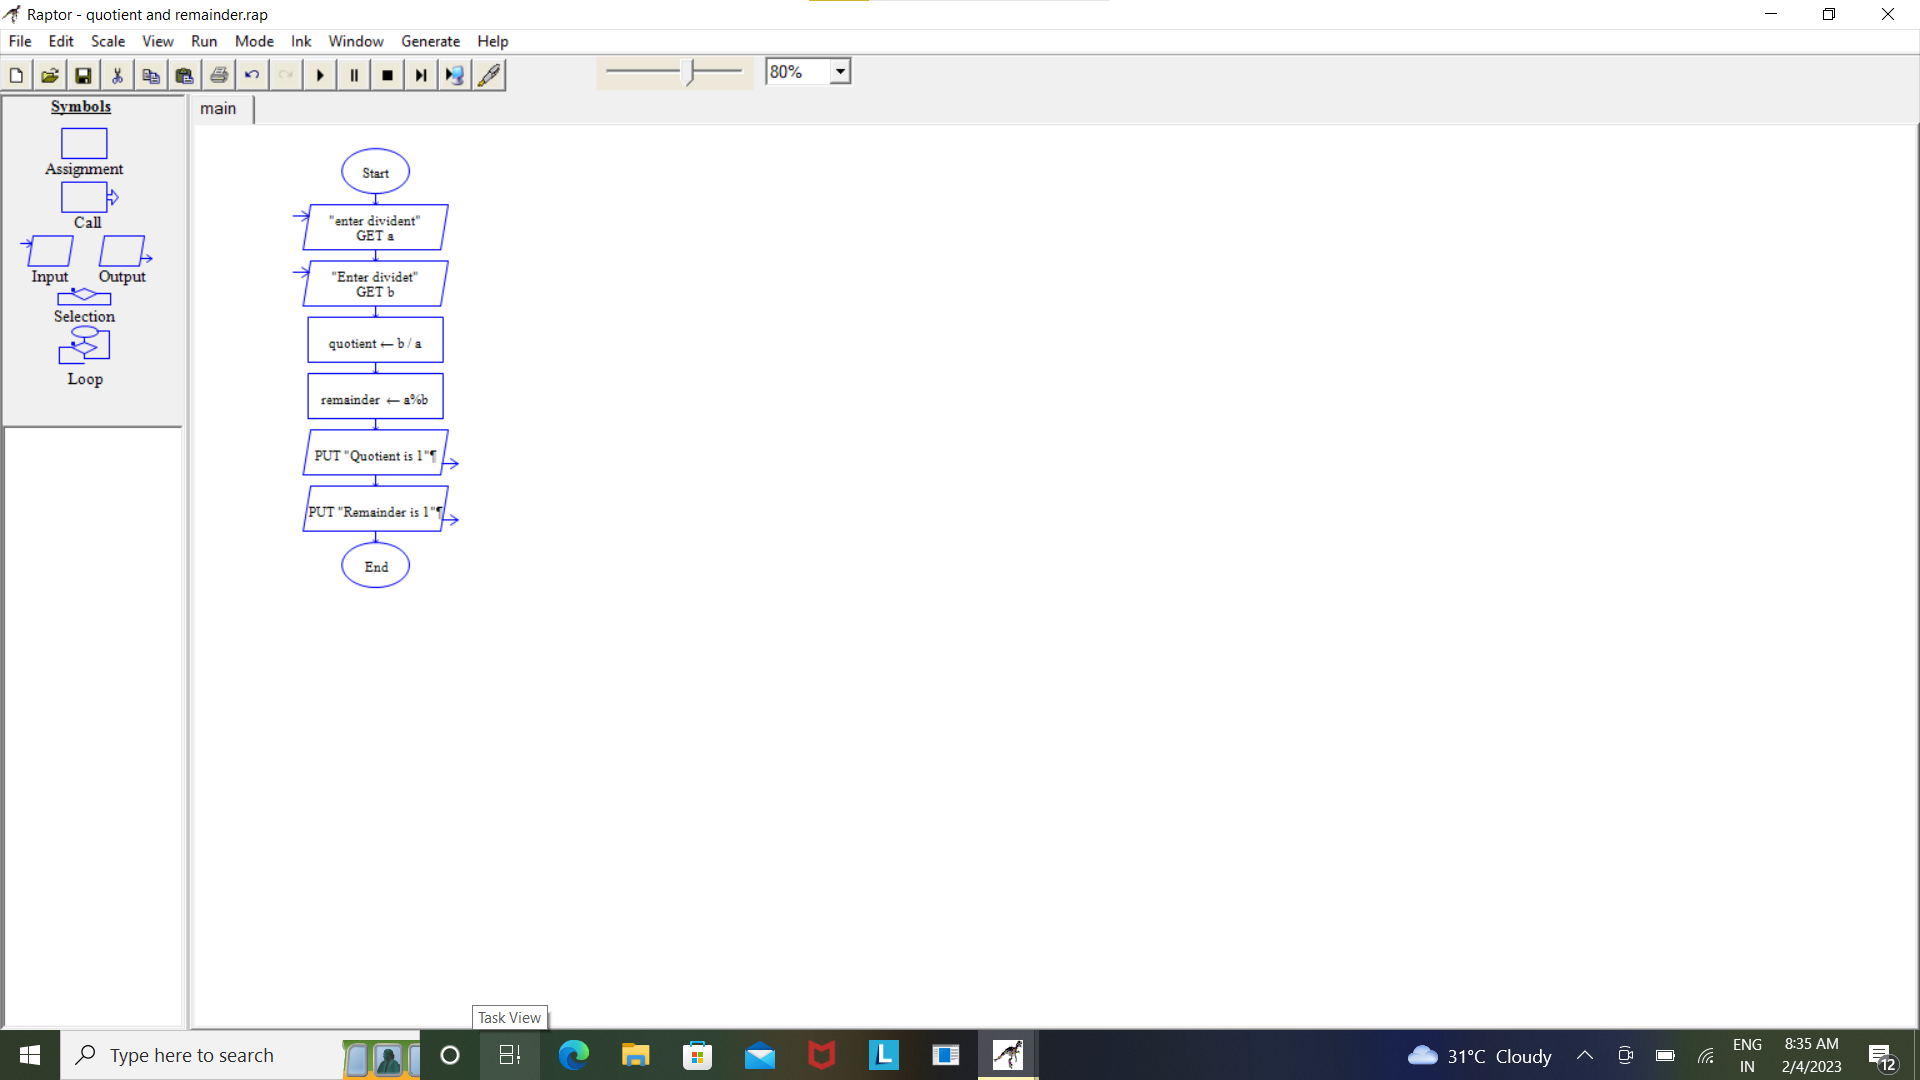 Raptor - quotient and remainder.rap
File Edit Scale View Run Mode Ink Window Generate Help
80%
Symbols
Assignment
Call
Input Output
Selection
Loop
main
Start
"enter divident"
GET a
"Enter dividet"
GET b
quotient ← b / a
remainder ← a%b
PUT "Quotient is 1"¶
PUT "Remainder is 1"¶
End
Task View
Type here to search
L
31°C Cloudy
ENG
IN
8:35 AM
2/4/2023
12